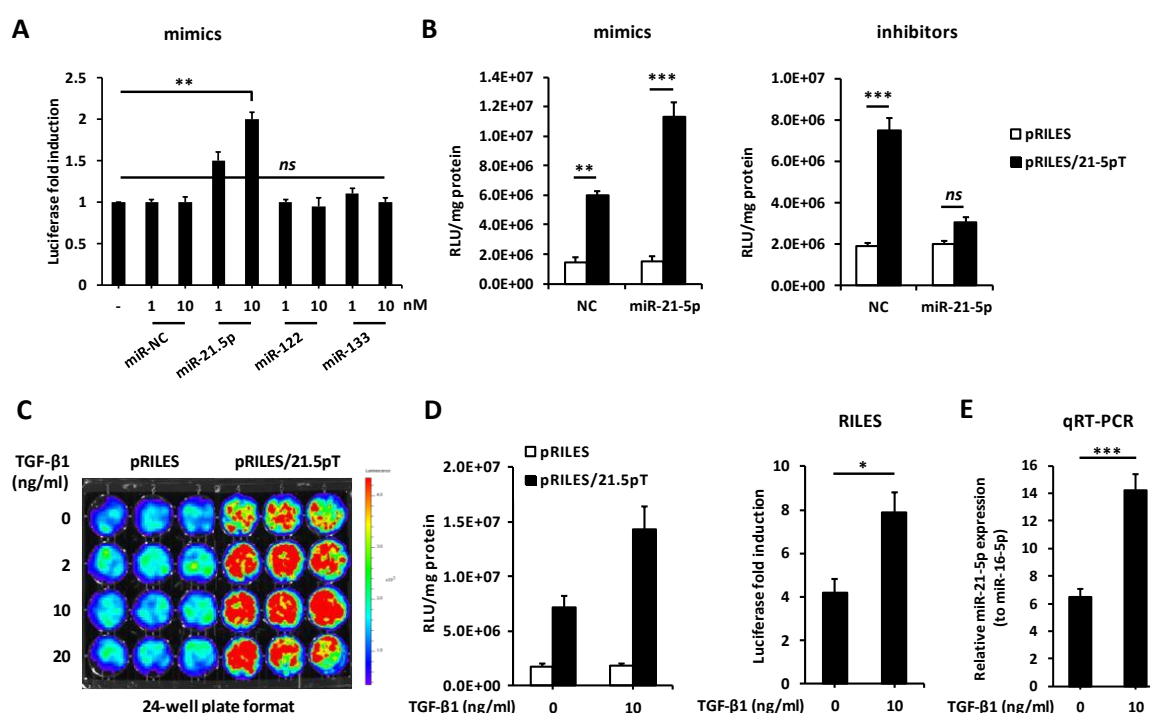 A
mimics
Luciferase fold induction
2.5
2
1.5
1
0.5
0
**
ns
- 1 10 1 10 1 10 1 10 nM
miR-NC
miR-21.5p
miR-122
miR-133
B
mimics
RLU/mg protein
1.4E+07
1.2E+07
1.0E+07
8.0E+06
6.0E+06
4.0E+06
2.0E+06
0.0E+00
**
***
NC miR-21-5p
inhibitors
RLU/mg protein
1.0E+07
8.0E+06
6.0E+06
4.0E+06
2.0E+06
0.0E+00
***
ns
NC miR-21-5p
pRILES
pRILES/21-5pT
C
TGF-β1
(ng/ml)
pRILES pRILES/21.5pT
0
2
10
20
24-well plate format
D
pRILES
pRILES/21.5pT
RLU/mg protein
2.0E+07
1.5E+07
1.0E+07
5.0E+06
0.0E+00
TGF-β1 (ng/ml) 0 10
RILES
Luciferase fold induction
10
8
6
4
2
0
*
TGF-β1 (ng/ml) 0 10
E
qRT-PCR
Relative miR-21-5p expression
(to miR-16-5p)
16
14
12
10
8
6
4
2
0
***
TGF-β1 (ng/ml) 0 10